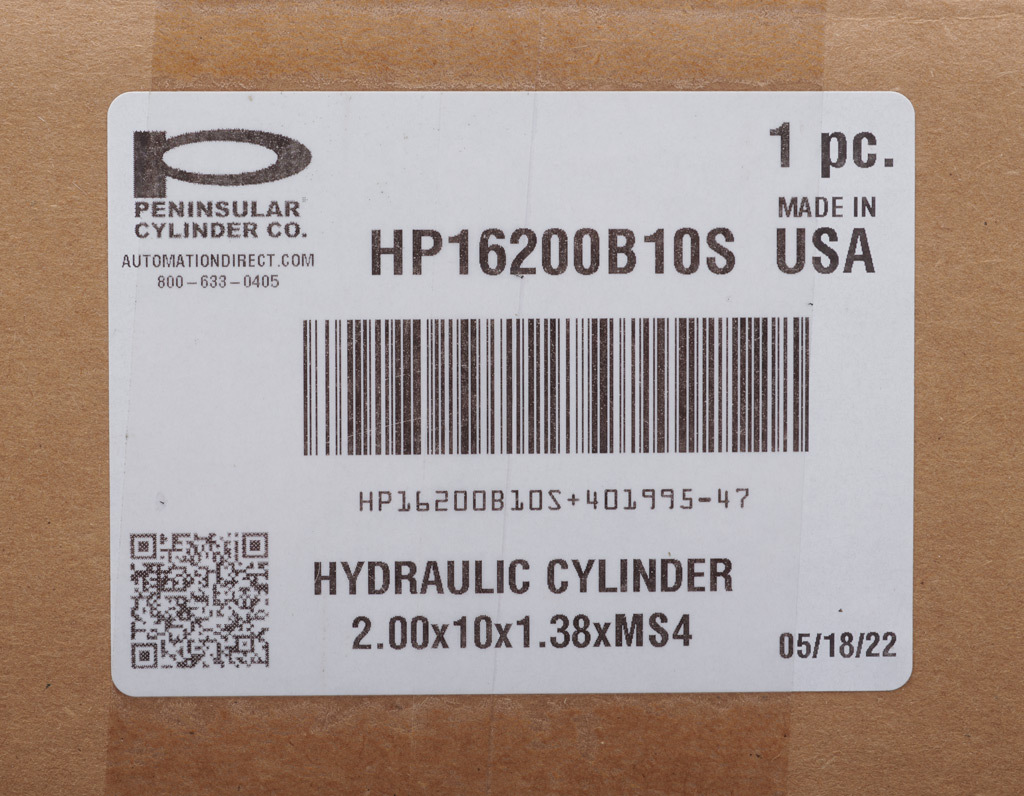 1 pc.
PENINSULAR
CYLINDER CO.
AUTOMATIONDIRECT.COM
800-633-0405
MADE IN
USA
HP16200B10S
HP16200B10S+401995-47
HYDRAULIC CYLINDER
2.00x10x1.38xMS4
05/18/22